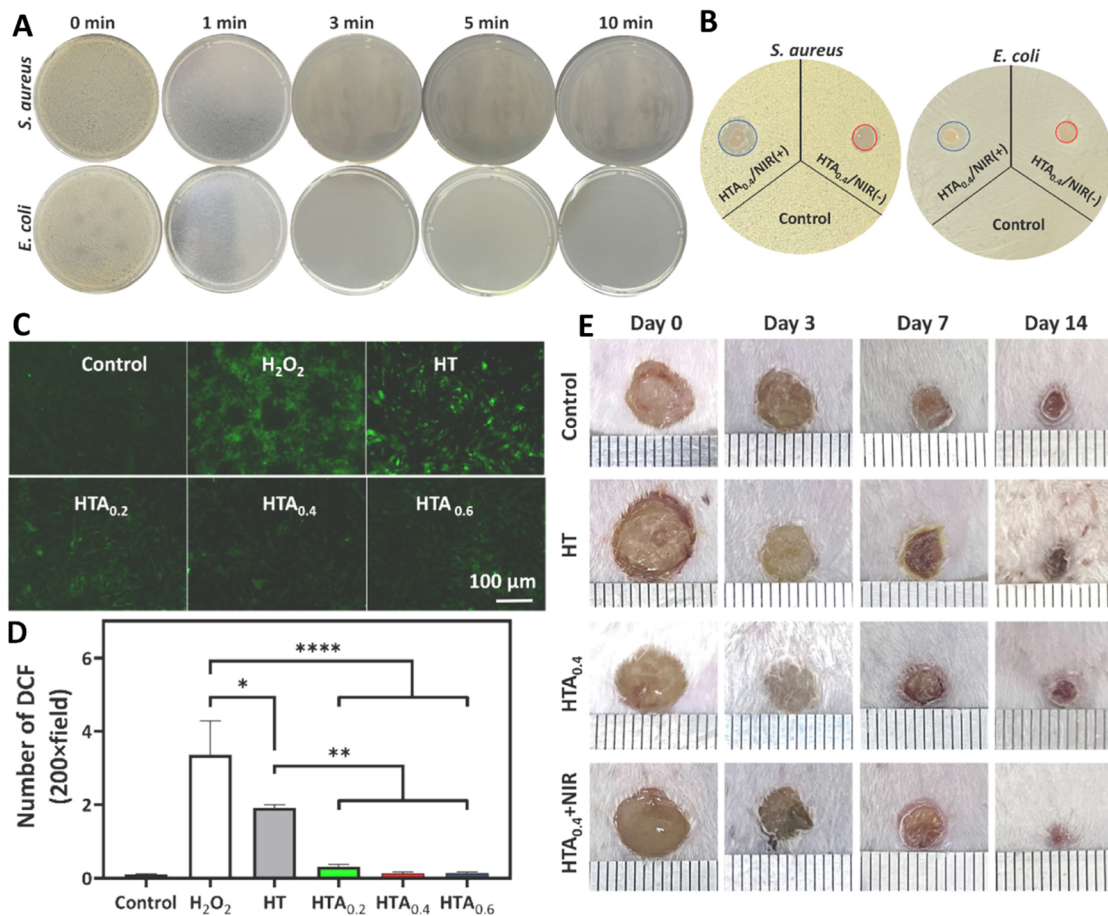 A
0 min 1 min 3 min 5 min 10 min
S. aureus
E. coli
B
S. aureus
E. coli
HTA0.4/NIR(+)
HTA0.4/NIR(-)
Control
HTA0.4/NIR(+)
HTA0.4/NIR(-)
Control
C
Control H2O2 HT
HTA0.2 HTA0.4 HTA0.6
100 μm
D
Number of DCF
(200×field)
6
4
2
0
****
*
**
Control H2O2 HT HTA0.2 HTA0.4 HTA0.6
E
Day 0 Day 3 Day 7 Day 14
Control
HT
HTA0.4
HTA0.4+NIR